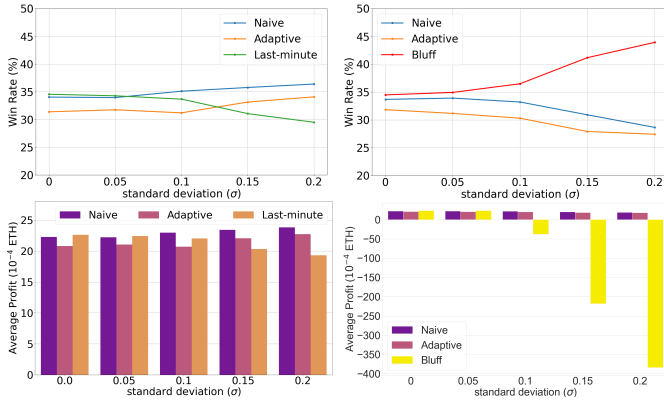 50
45
40
35
30
25
20
Win Rate (%)
Naive
Adaptive
Last-minute
0 0.05 0.1 0.15 0.2
standard deviation (σ)
50
45
40
35
30
25
20
Win Rate (%)
Naive
Adaptive
Bluff
0 0.05 0.1 0.15 0.2
standard deviation (σ)
25
20
15
10
5
0
Average Profit (10⁻⁴ ETH)
Naive Adaptive Last-minute
0.0 0.05 0.1 0.15 0.2
standard deviation (σ)
0
−50
−100
−150
−200
−250
−300
−350
−400
Average Profit (10⁻⁴ ETH)
Naive
Adaptive
Bluff
0 0.05 0.1 0.15 0.2
standard deviation (σ)